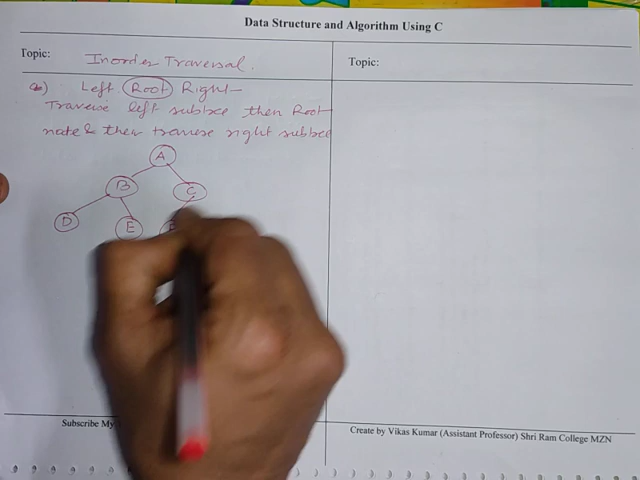 Data Structure and Algorithm Using C
Topic: Inorder Traversal.
Topic:
Left Root Right-
Traverse left subtree then Root
node & then traverse right subtree
A
B
C
D
E
Subscribe My
Create by Vikas Kumar (Assistant Professor) Shri Ram College MZN